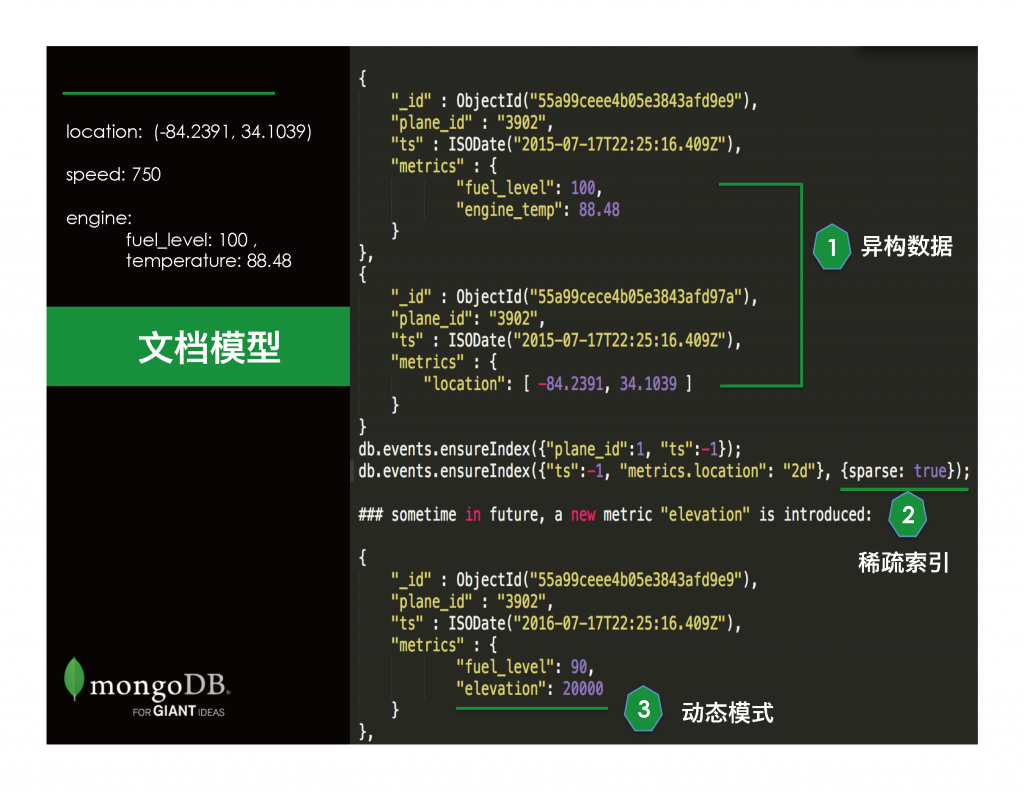 location: (-84.2391, 34.1039)
speed: 750
engine:
fuel_level: 100 ,
temperature: 88.48
文档模型
mongoDB®
FOR GIANT IDEAS
{
"_id" : ObjectId("55a99ceee4b05e3843afd9e9"),
"plane_id" : "3902",
"ts" : ISODate("2015-07-17T22:25:16.409Z"),
"metrics" : {
"fuel_level": 100,
"engine_temp": 88.48
}
},
{
"_id" : ObjectId("55a99cece4b05e3843afd97a"),
"plane_id": "3902",
"ts" : ISODate("2015-07-17T22:25:16.409Z"),
"metrics" : {
"location": [ -84.2391, 34.1039 ]
}
}
1 异构数据
db.events.ensureIndex({"plane_id":1, "ts":-1});
db.events.ensureIndex({"ts":-1, "metrics.location": "2d"}, {sparse: true});
### sometime in future, a new metric "elevation" is introduced:
2
稀疏索引
{
"_id" : ObjectId("55a99ceee4b05e3843afd9e9"),
"plane_id" : "3902",
"ts" : ISODate("2016-07-17T22:25:16.409Z"),
"metrics" : {
"fuel_level": 90,
"elevation": 20000
}
},
3 动态模式